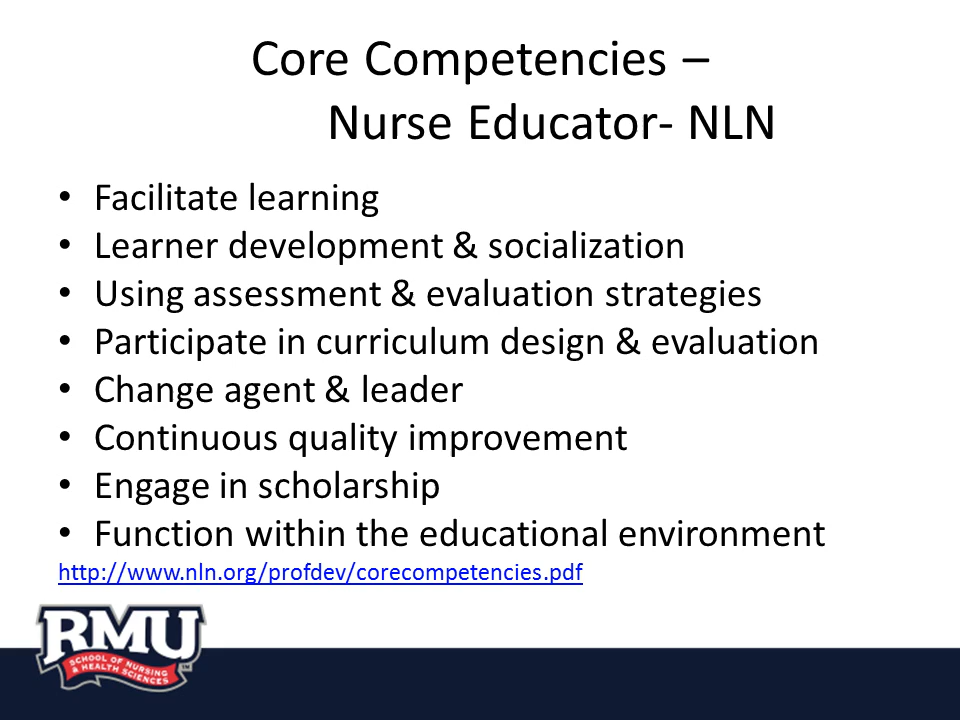 Core Competencies –
Nurse Educator- NLN
• Facilitate learning
• Learner development & socialization
• Using assessment & evaluation strategies
• Participate in curriculum design & evaluation
• Change agent & leader
• Continuous quality improvement
• Engage in scholarship
• Function within the educational environment
http://www.nln.org/profdev/corecompetencies.pdf
RMU
SCHOOL OF NURSING
& HEALTH SCIENCES